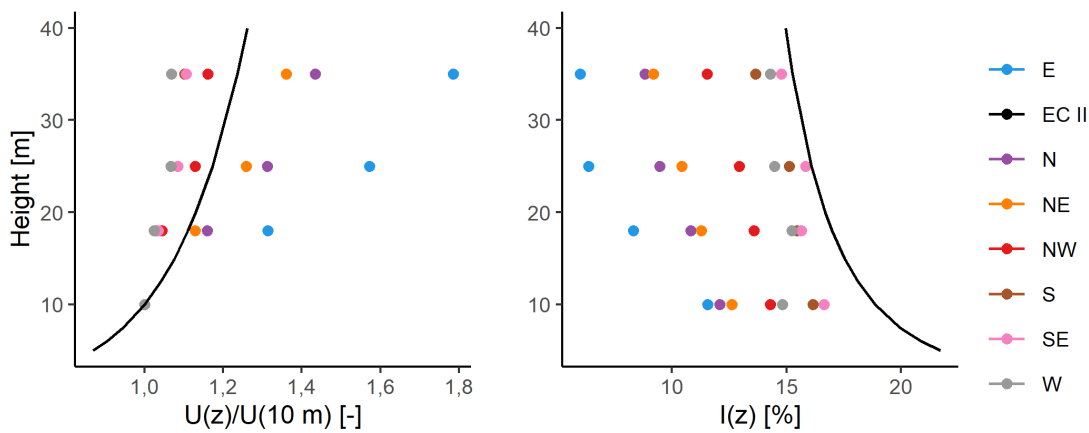 Height [m]
40
30
20
10
1,0 1,2 1,4 1,6 1,8
U(z)/U(10 m) [-]
40
30
20
10
10 15 20
I(z) [%]
E
EC II
N
NE
NW
S
SE
W